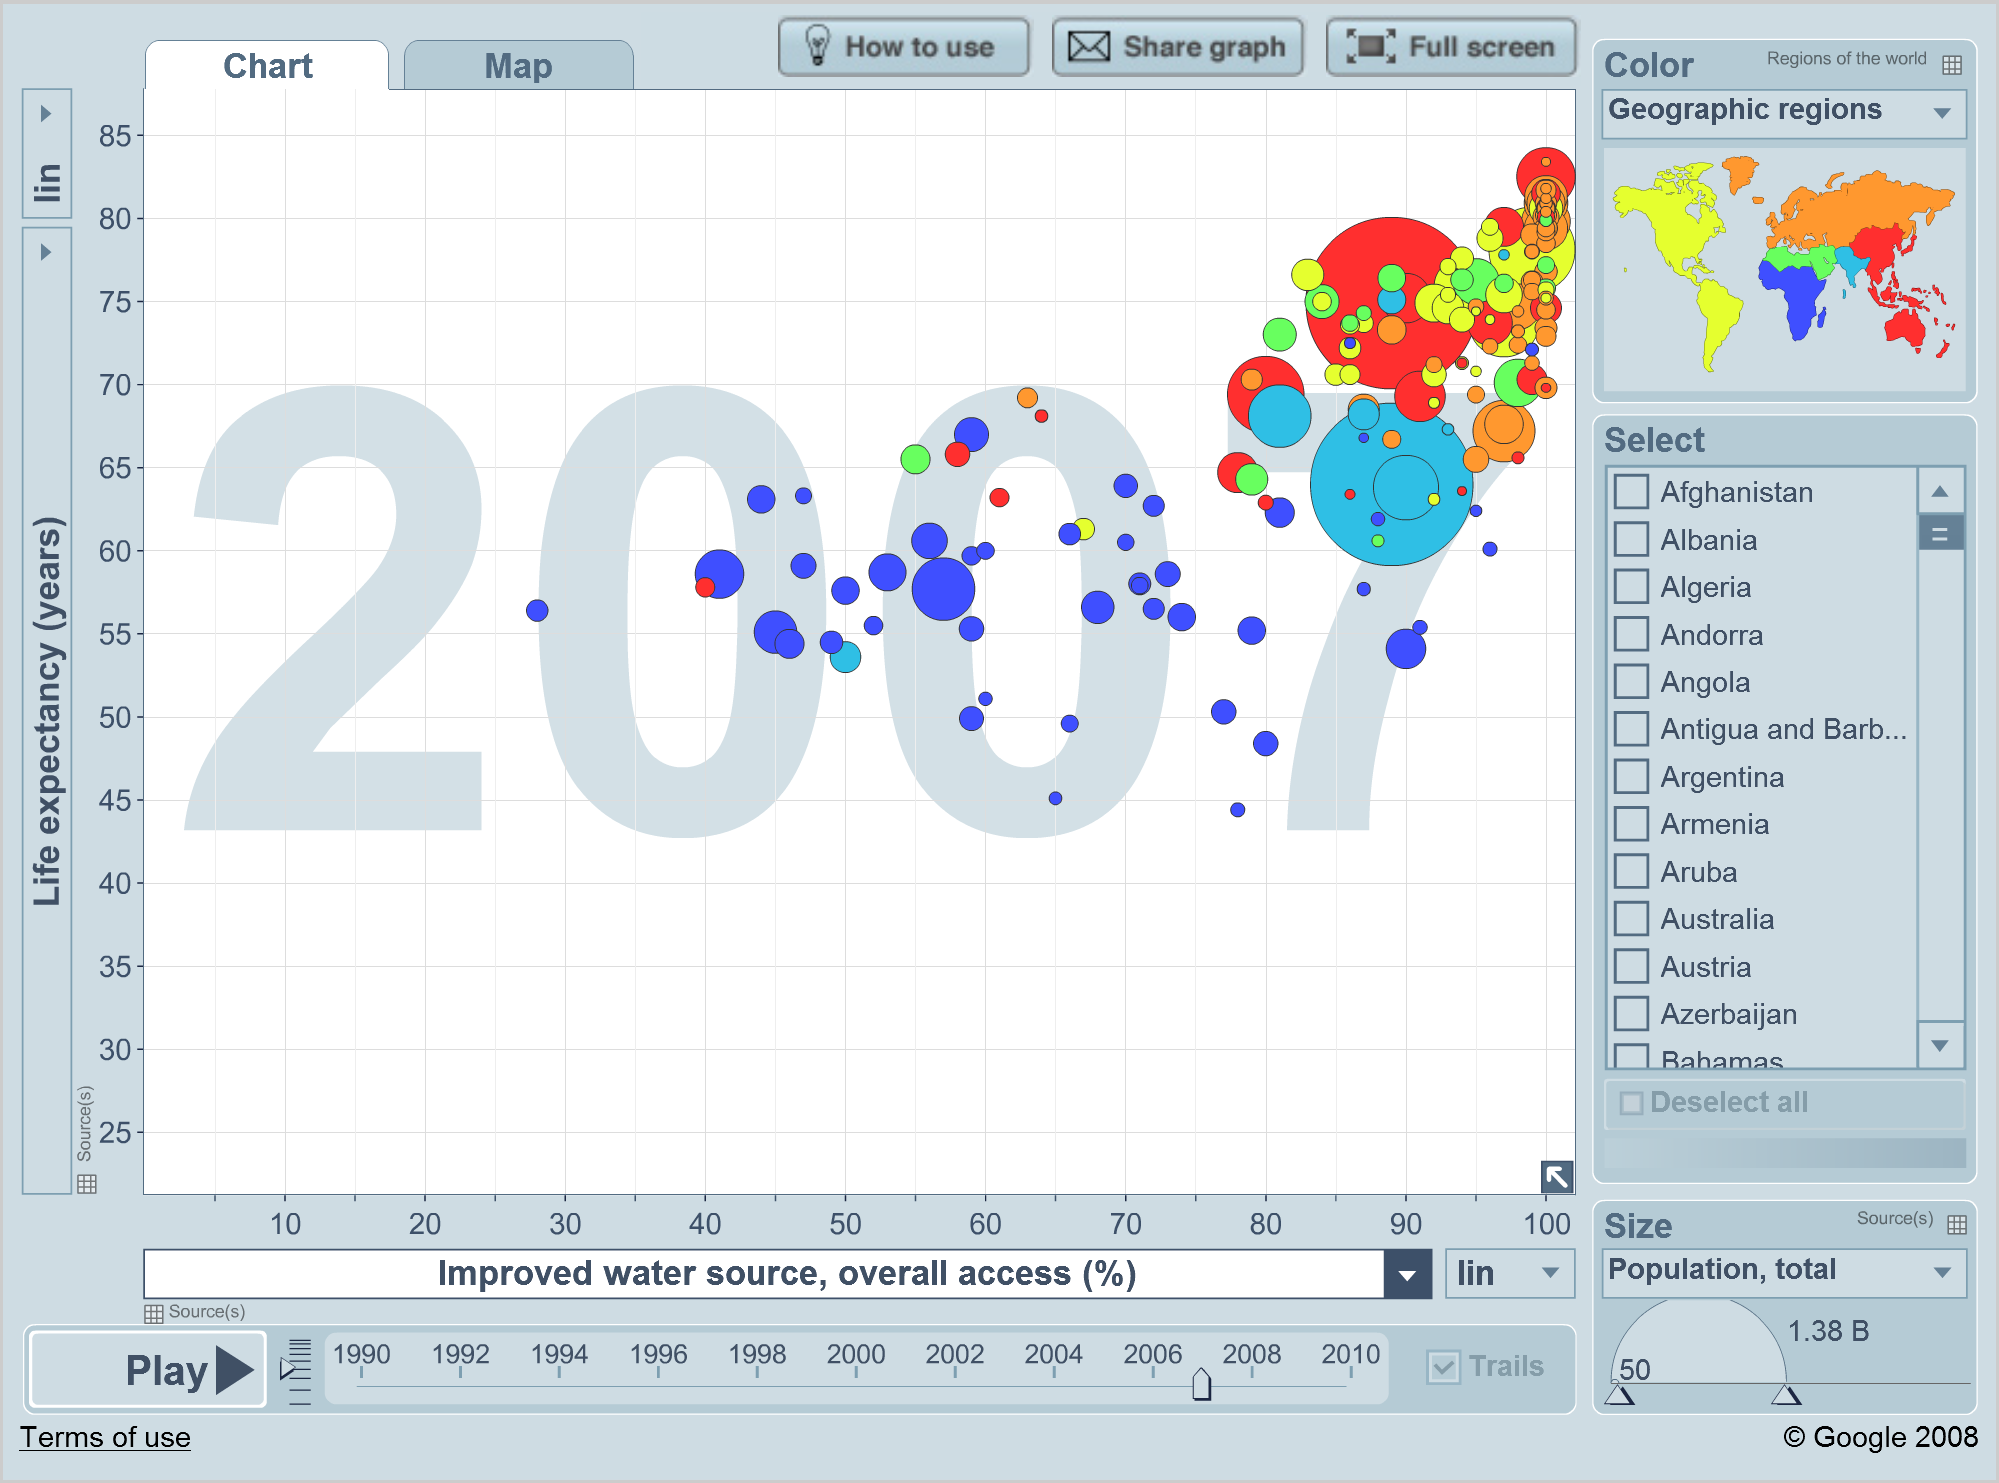 Chart
Map
How to use
Share graph
Full screen
Color
Regions of the world
Geographic regions
lin
Life expectancy (years)
Source(s)
85
80
75
70
65
60
55
50
45
40
35
30
25
2007
10 20 30 40 50 60 70 80 90 100
Improved water source, overall access (%)
lin
Source(s)
Select
Afghanistan
Albania
Algeria
Andorra
Angola
Antigua and Barb...
Argentina
Armenia
Aruba
Australia
Austria
Azerbaijan
Bahamas
Deselect all
Size
Source(s)
Population, total
1.38 B
50
Play
1990 1992 1994 1996 1998 2000 2002 2004 2006 2008 2010
Trails
Terms of use
© Google 2008